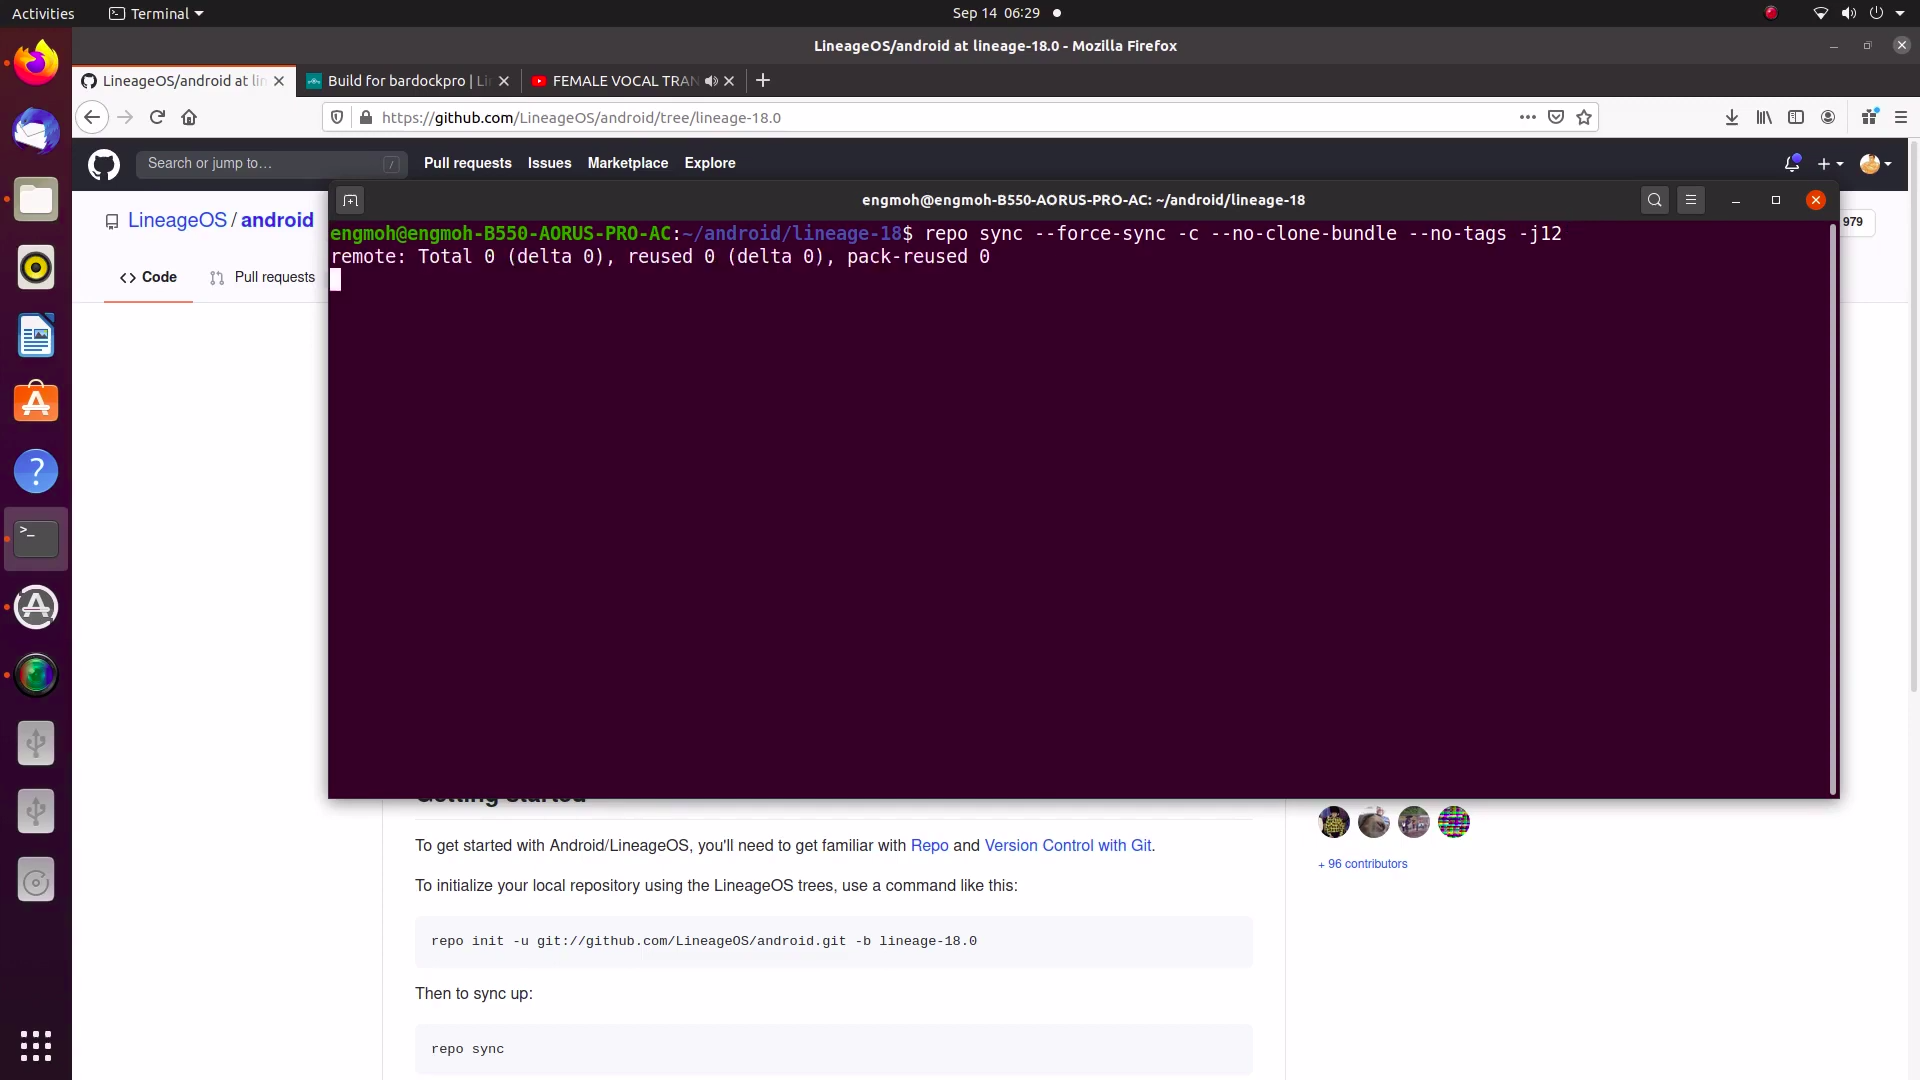 Activities
Terminal
Sep 14 06:29
LineageOS/android at lineage-18.0 - Mozilla Firefox
LineageOS/android at lin
Build for bardockpro | Li
FEMALE VOCAL TRAN
https://github.com/LineageOS/android/tree/lineage-18.0
Search or jump to…
/
Pull requests
Issues
Marketplace
Explore
LineageOS / android
979
Code
Pull requests
engmoh@engmoh-B550-AORUS-PRO-AC: ~/android/lineage-18
engmoh@engmoh-B550-AORUS-PRO-AC:~/android/lineage-18$ repo sync --force-sync -c --no-clone-bundle --no-tags -j12
remote: Total 0 (delta 0), reused 0 (delta 0), pack-reused 0
Getting started
To get started with Android/LineageOS, you'll need to get familiar with Repo and Version Control with Git.
+ 96 contributors
To initialize your local repository using the LineageOS trees, use a command like this:
repo init -u git://github.com/LineageOS/android.git -b lineage-18.0
Then to sync up:
repo sync